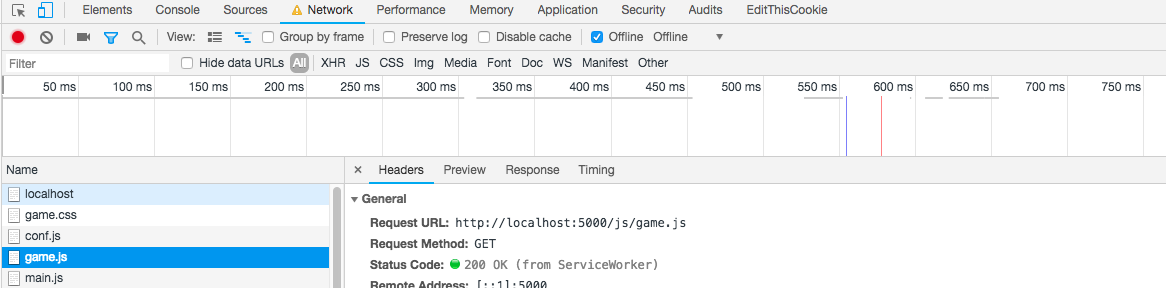 Elements Console Sources Network Performance Memory Application Security Audits EditThisCookie
View: Group by frame Preserve log Disable cache Offline Offline
Filter Hide data URLs All XHR JS CSS Img Media Font Doc WS Manifest Other
50 ms 100 ms 150 ms 200 ms 250 ms 300 ms 350 ms 400 ms 450 ms 500 ms 550 ms 600 ms 650 ms 700 ms 750 ms
Name × Headers Preview Response Timing
localhost General
game.css Request URL: http://localhost:5000/js/game.js
conf.js Request Method: GET
game.js Status Code: 200 OK (from ServiceWorker)
main.js Remote Address: [::1]:5000